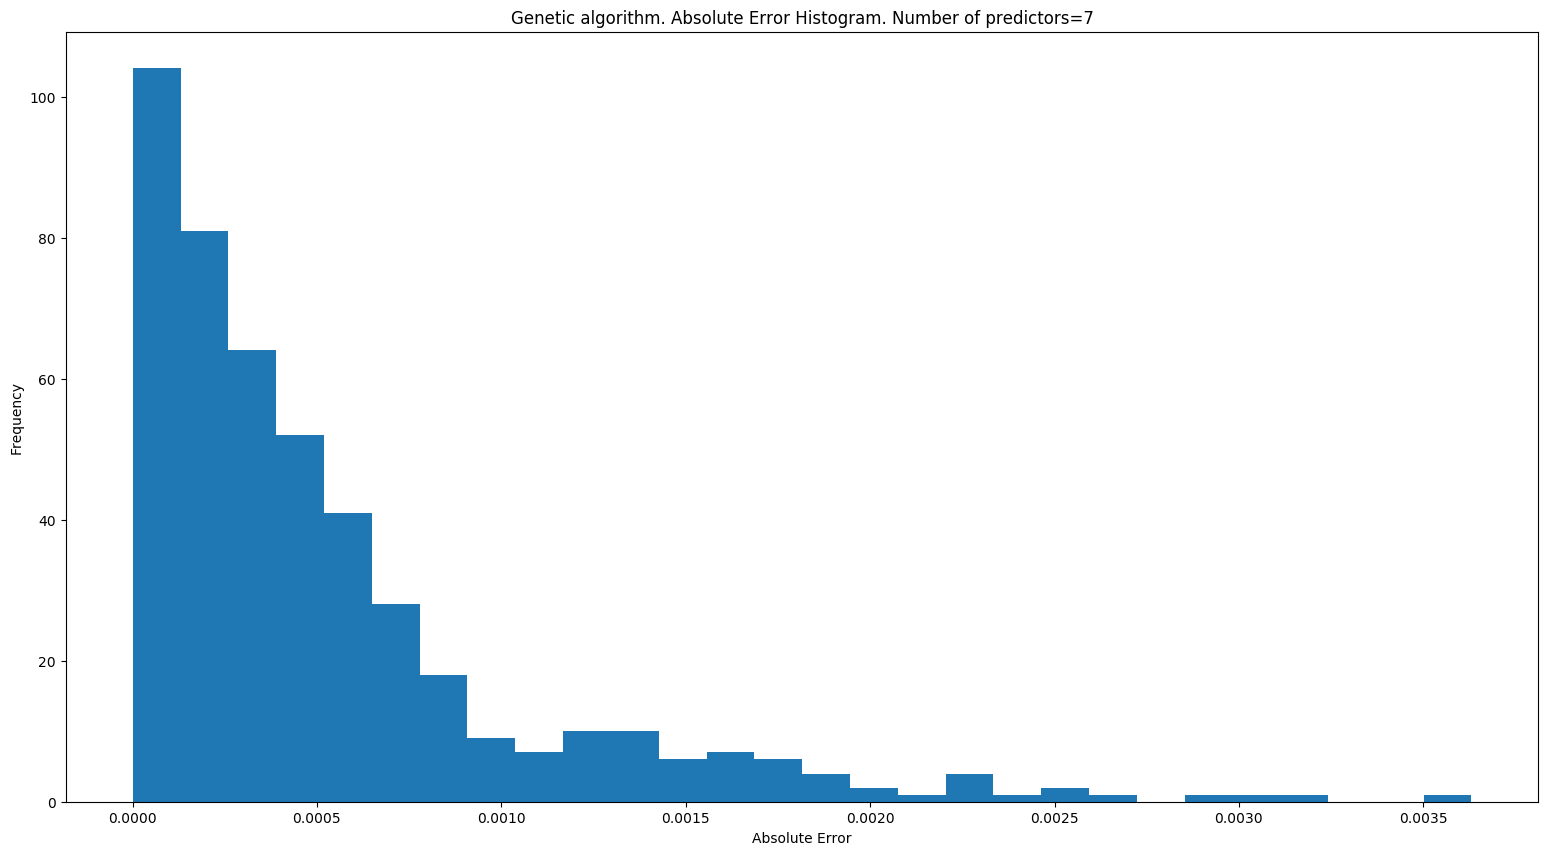 Genetic algorithm. Absolute Error Histogram. Number of predictors=7
100
80
60
40
20
0
Frequency
0.0000 0.0005 0.0010 0.0015 0.0020 0.0025 0.0030 0.0035
Absolute Error